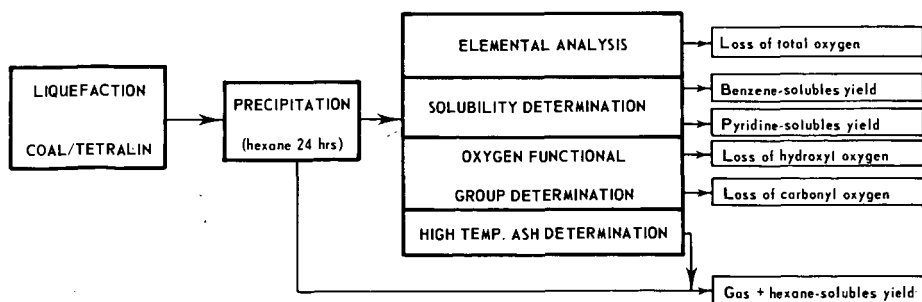 LIQUEFACTION
COAL/TETRALIN
PRECIPITATION
(hexane 24 hrs)
ELEMENTAL ANALYSIS
SOLUBILITY DETERMINATION
OXYGEN FUNCTIONAL
GROUP DETERMINATION
HIGH TEMP. ASH DETERMINATION
Loss of total oxygen
Benzene-solubles yield
Pyridine-solubles yield
Loss of hydroxyl oxygen
Loss of carbonyl oxygen
Gas + hexane-solubles yield